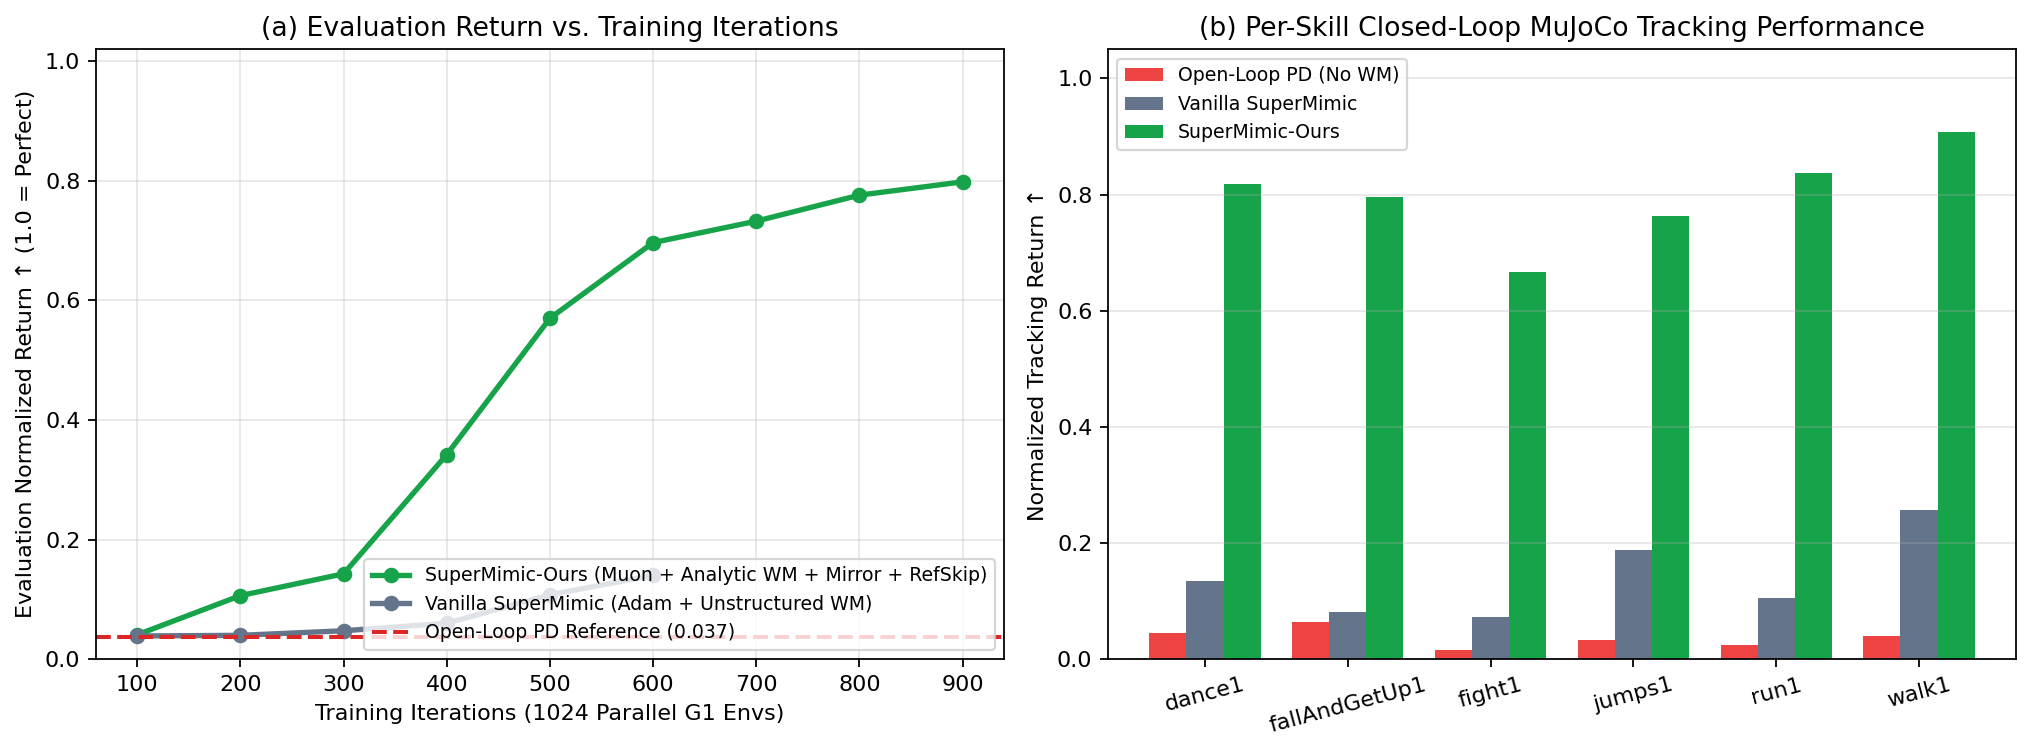 (a) Evaluation Return vs. Training Iterations
Evaluation Normalized Return ↑ (1.0 = Perfect)
1.0
0.8
0.6
0.4
0.2
0.0
SuperMimic-Ours (Muon + Analytic WM + Mirror + RefSkip)
Vanilla SuperMimic (Adam + Unstructured WM)
Open-Loop PD Reference (0.037)
100 200 300 400 500 600 700 800 900
Training Iterations (1024 Parallel G1 Envs)
(b) Per-Skill Closed-Loop MuJoCo Tracking Performance
Normalized Tracking Return ↑
1.0
0.8
0.6
0.4
0.2
0.0
Open-Loop PD (No WM)
Vanilla SuperMimic
SuperMimic-Ours
dance1 fallAndGetUp1 fight1 jumps1 run1 walk1